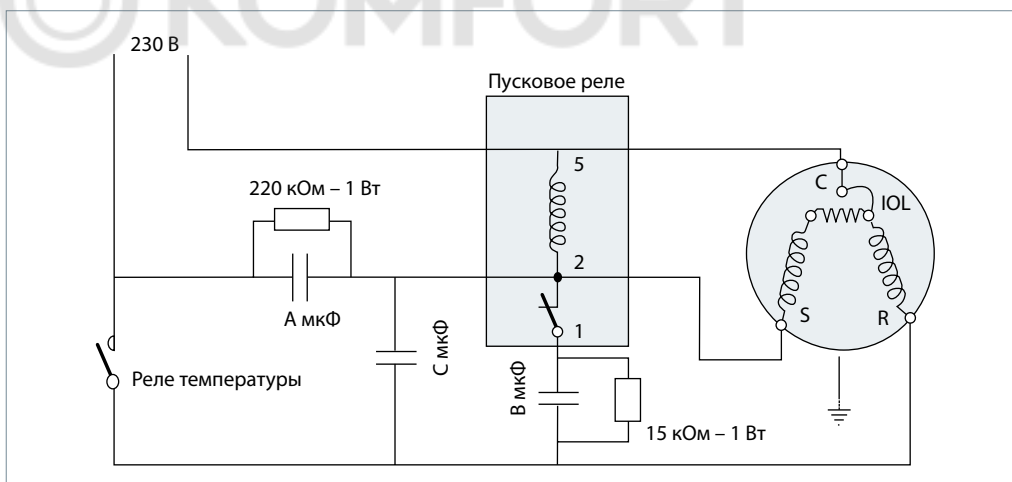 KOMFORT
230 В
Пусковое реле
5
220 кОм – 1 Вт
C
IOL
2
А мкФ
S
R
1
С мкФ
Реле температуры
В мкФ
15 кОм – 1 Вт